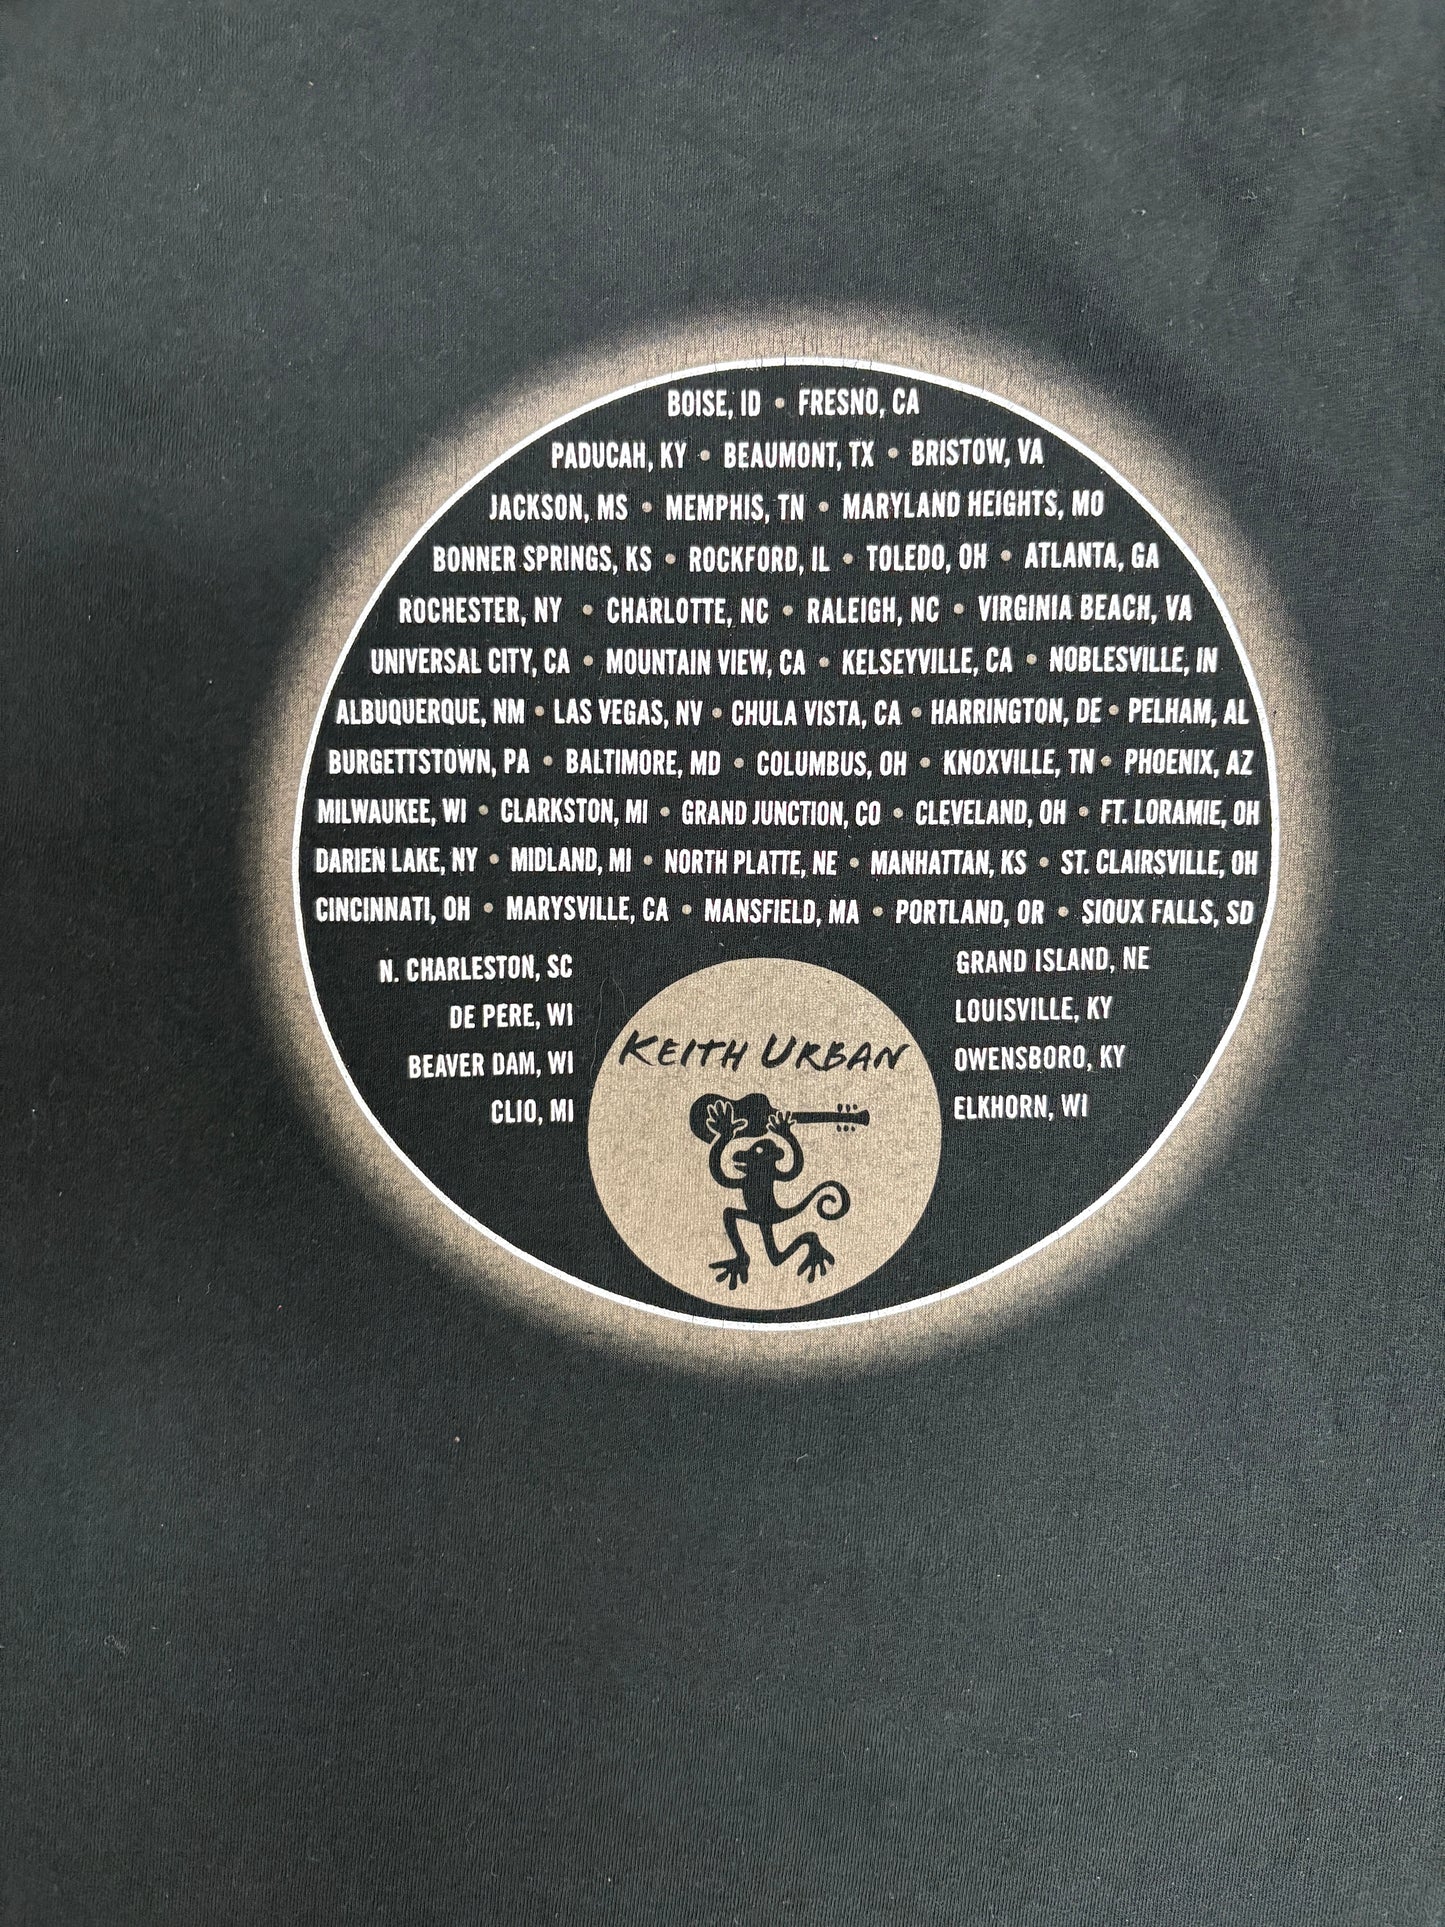 BOISE, ID • FRESNO, CA
PADUCAH, KY • BEAUMONT, TX • BRISTOW, VA
JACKSON, MS • MEMPHIS, TN • MARYLAND HEIGHTS, MO
BONNER SPRINGS, KS • ROCKFORD, IL • TOLEDO, OH • ATLANTA, GA
ROCHESTER, NY • CHARLOTTE, NC • RALEIGH, NC • VIRGINIA BEACH, VA
UNIVERSAL CITY, CA • MOUNTAIN VIEW, CA • KELSEYVILLE, CA • NOBLESVILLE, IN
ALBUQUERQUE, NM • LAS VEGAS, NV • CHULA VISTA, CA • HARRINGTON, DE • PELHAM, AL
BURGETTSTOWN, PA • BALTIMORE, MD • COLUMBUS, OH • KNOXVILLE, TN • PHOENIX, AZ
MILWAUKEE, WI • CLARKSTON, MI • GRAND JUNCTION, CO • CLEVELAND, OH • FT. LORAMIE, OH
DARIEN LAKE, NY • MIDLAND, MI • NORTH PLATTE, NE • MANHATTAN, KS • ST. CLAIRSVILLE, OH
CINCINNATI, OH • MARYSVILLE, CA • MANSFIELD, MA • PORTLAND, OR • SIOUX FALLS, SD
N. CHARLESTON, SC
DE PERE, WI
BEAVER DAM, WI
CLIO, MI
KEITH URBAN
GRAND ISLAND, NE
LOUISVILLE, KY
OWENSBORO, KY
ELKHORN, WI